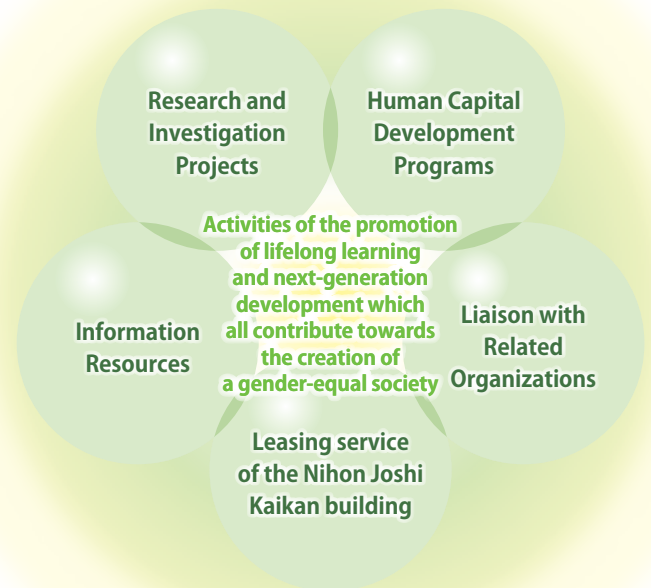 Research and
Investigation
Projects
Human Capital
Development
Programs
Activities of the promotion
of lifelong learning
and next-generation
development which
all contribute towards
the creation of
a gender-equal society
Information
Resources
Liaison with
Related
Organizations
Leasing service
of the Nihon Joshi
Kaikan building